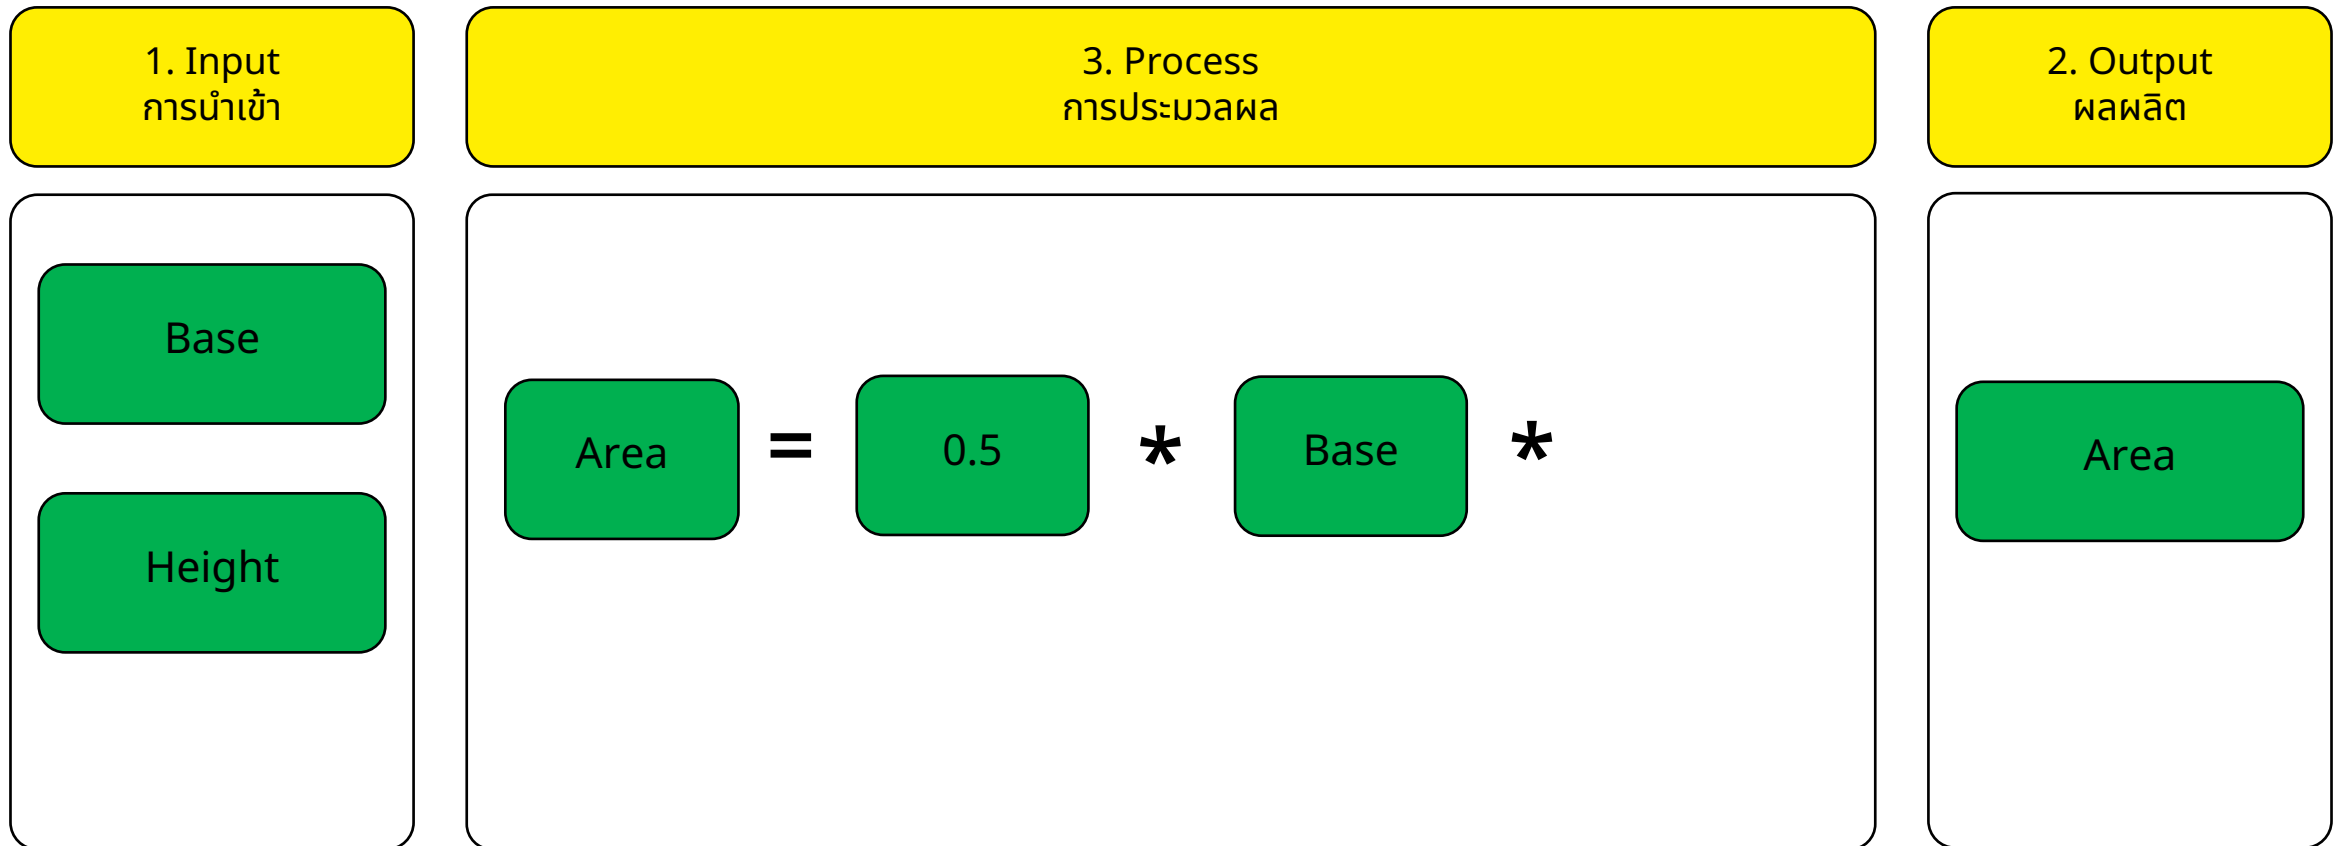 1. Input
การนำเข้า
3. Process
การประมวลผล
2. Output
ผลผลิต
Base
Height
Area = 0.5 * Base *
Area